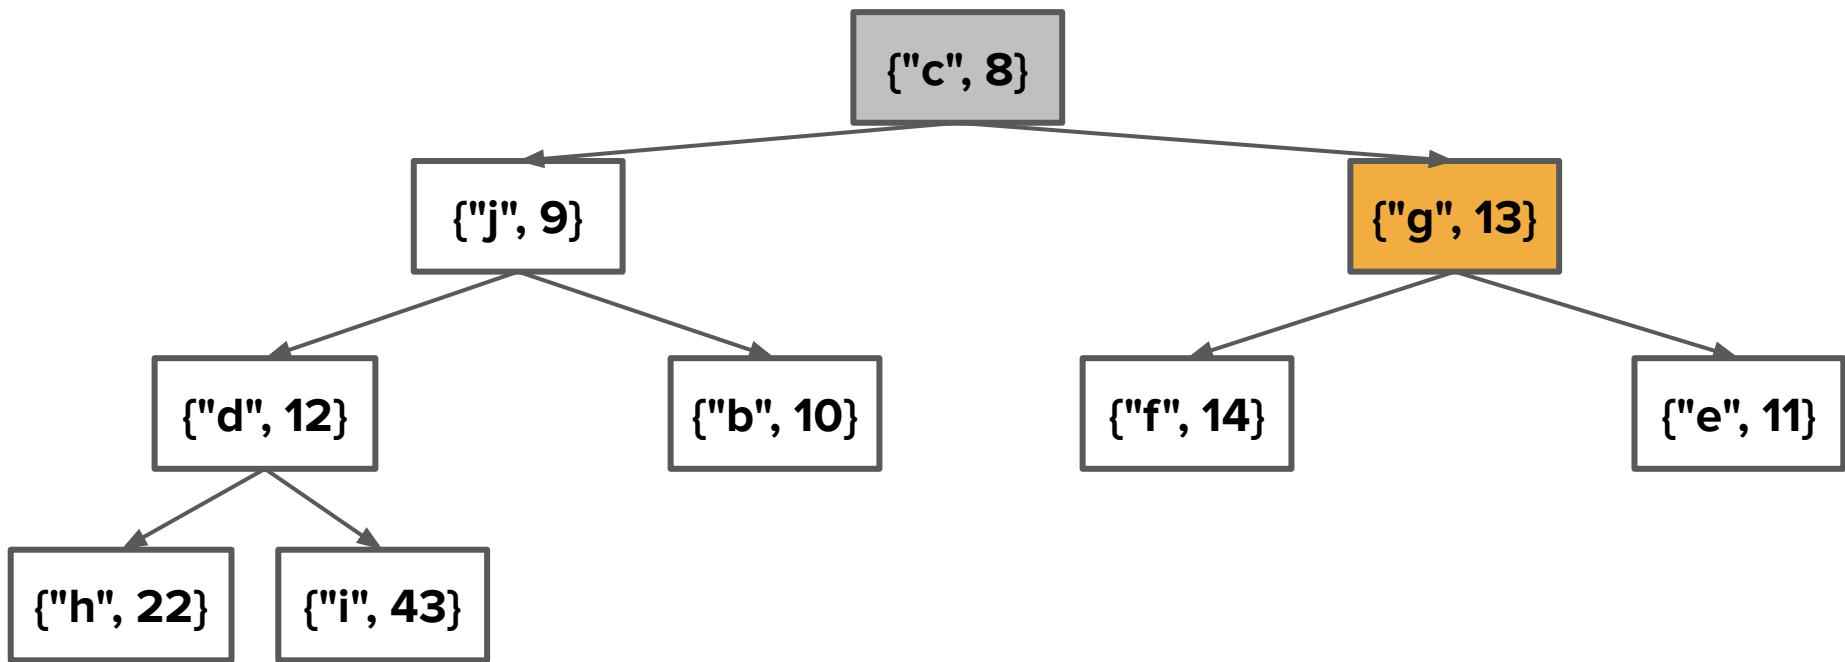 {"c", 8}
{"j", 9}
{"g", 13}
{"d", 12}
{"b", 10}
{"f", 14}
{"e", 11}
{"h", 22}
{"i", 43}